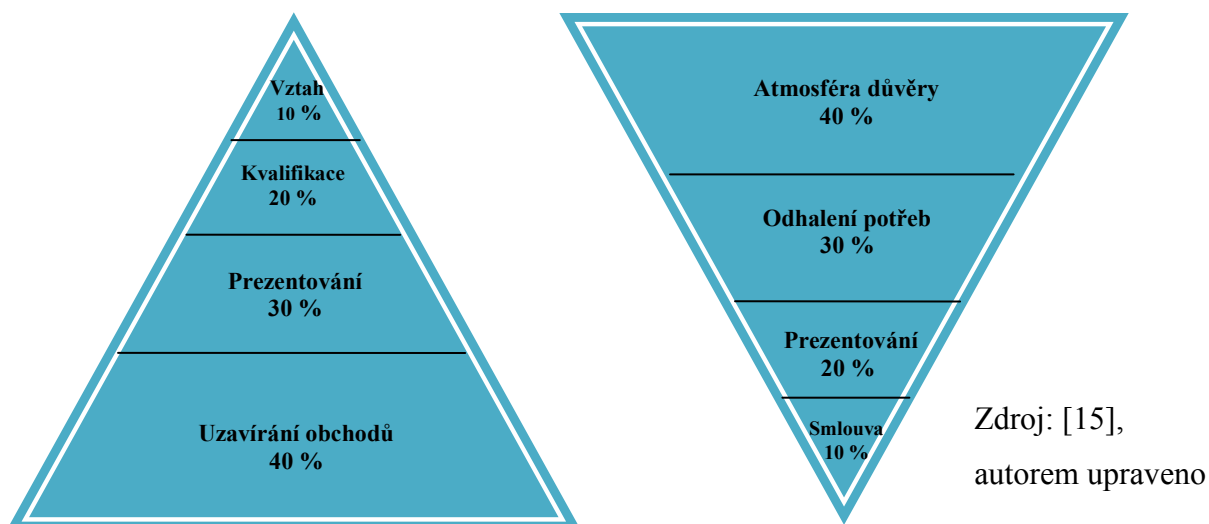 Vztah
10 %
Kvalifikace
20 %
Prezentování
30 %
Uzavírání obchodů
40 %
Atmosféra důvěry
40 %
Odhalení potřeb
30 %
Prezentování
20 %
Smlouva
10 %
Zdroj: [15],
autorem upraveno